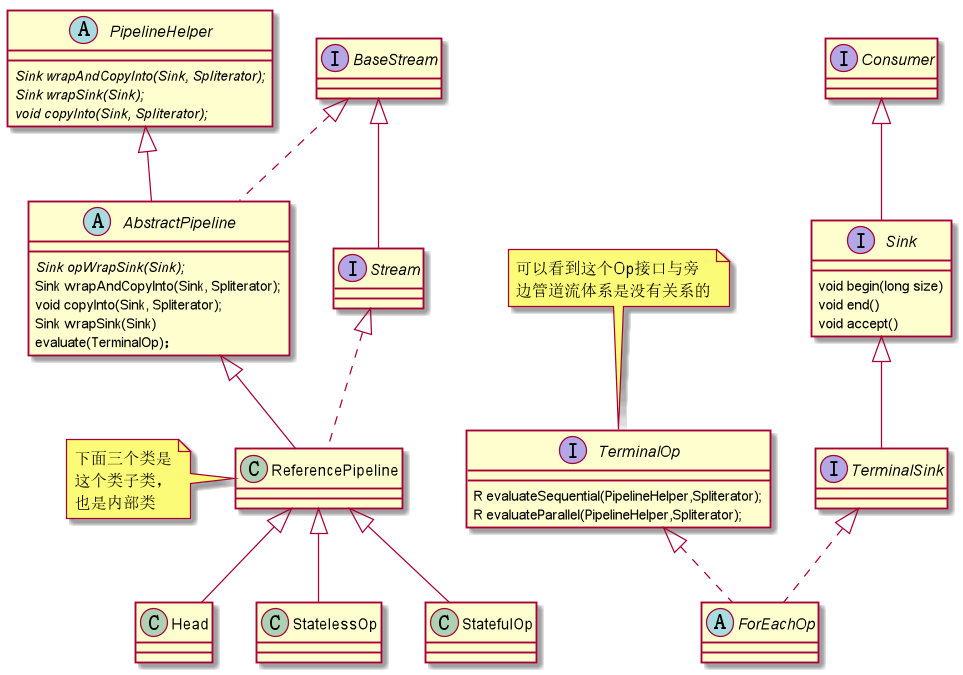 A PipelineHelper
Sink wrapAndCopyInto(Sink, Spliterator);
Sink wrapSink(Sink);
void copyInto(Sink, Spliterator);
I BaseStream
I Consumer
A AbstractPipeline
Sink opWrapSink(Sink);
Sink wrapAndCopyInto(Sink, Spliterator);
void copyInto(Sink, Spliterator);
Sink wrapSink(Sink)
evaluate(TerminalOp);
I Stream
可以看到这个Op接口与旁
边管道流体系是没有关系的
I Sink
void begin(long size)
void end()
void accept()
下面三个类是
这个类子类，
也是内部类
C ReferencePipeline
I TerminalOp
R evaluateSequential(PipelineHelper,Spliterator);
R evaluateParallel(PipelineHelper,Spliterator);
I TerminalSink
C Head
C StatelessOp
C StatefulOp
A ForEachOp